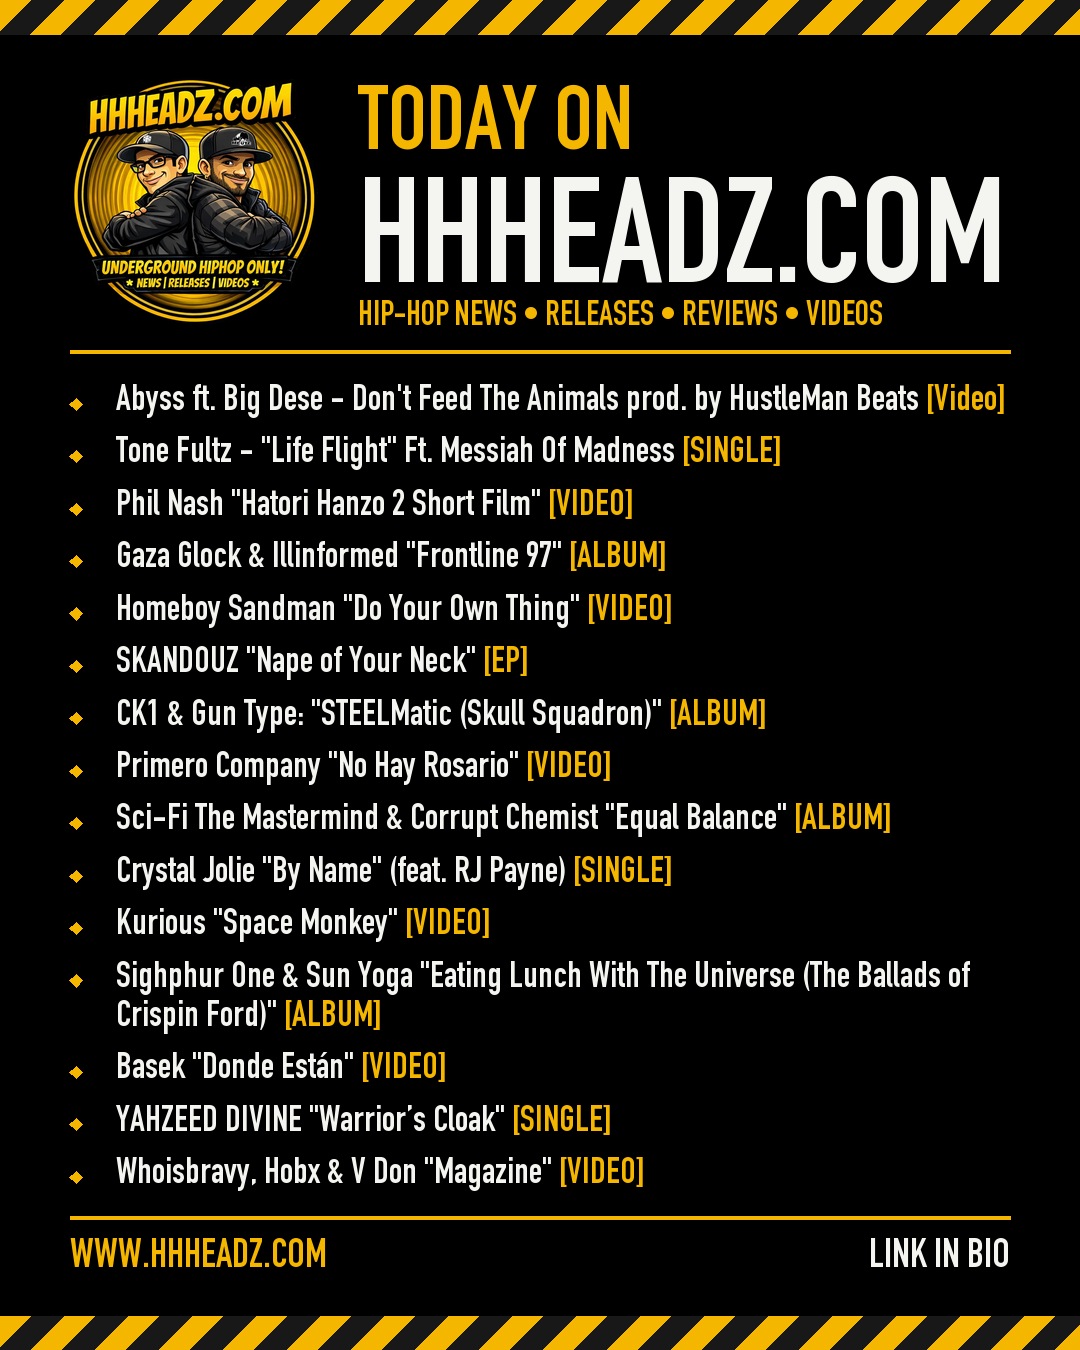 HHHEADZ.COM
UNDERGROUND HIPHOP ONLY!
★ NEWS | RELEASES | VIDEOS ★
TODAY ON
HHHEADZ.COM
HIP-HOP NEWS • RELEASES • REVIEWS • VIDEOS
Abyss ft. Big Dese - Don't Feed The Animals prod. by HustleMan Beats [Video]
Tone Fultz - "Life Flight" Ft. Messiah Of Madness [SINGLE]
Phil Nash "Hatori Hanzo 2 Short Film" [VIDEO]
Gaza Glock & Illinformed "Frontline 97" [ALBUM]
Homeboy Sandman "Do Your Own Thing" [VIDEO]
SKANDOUZ "Nape of Your Neck" [EP]
CK1 & Gun Type: "STEELMatic (Skull Squadron)" [ALBUM]
Primero Company "No Hay Rosario" [VIDEO]
Sci-Fi The Mastermind & Corrupt Chemist "Equal Balance" [ALBUM]
Crystal Jolie "By Name" (feat. RJ Payne) [SINGLE]
Kurious "Space Monkey" [VIDEO]
Sighphur One & Sun Yoga "Eating Lunch With The Universe (The Ballads of
Crispin Ford)" [ALBUM]
Basek "Donde Están" [VIDEO]
YAHZEED DIVINE "Warrior’s Cloak" [SINGLE]
Whoisbravy, Hobx & V Don "Magazine" [VIDEO]
WWW.HHHEADZ.COM
LINK IN BIO